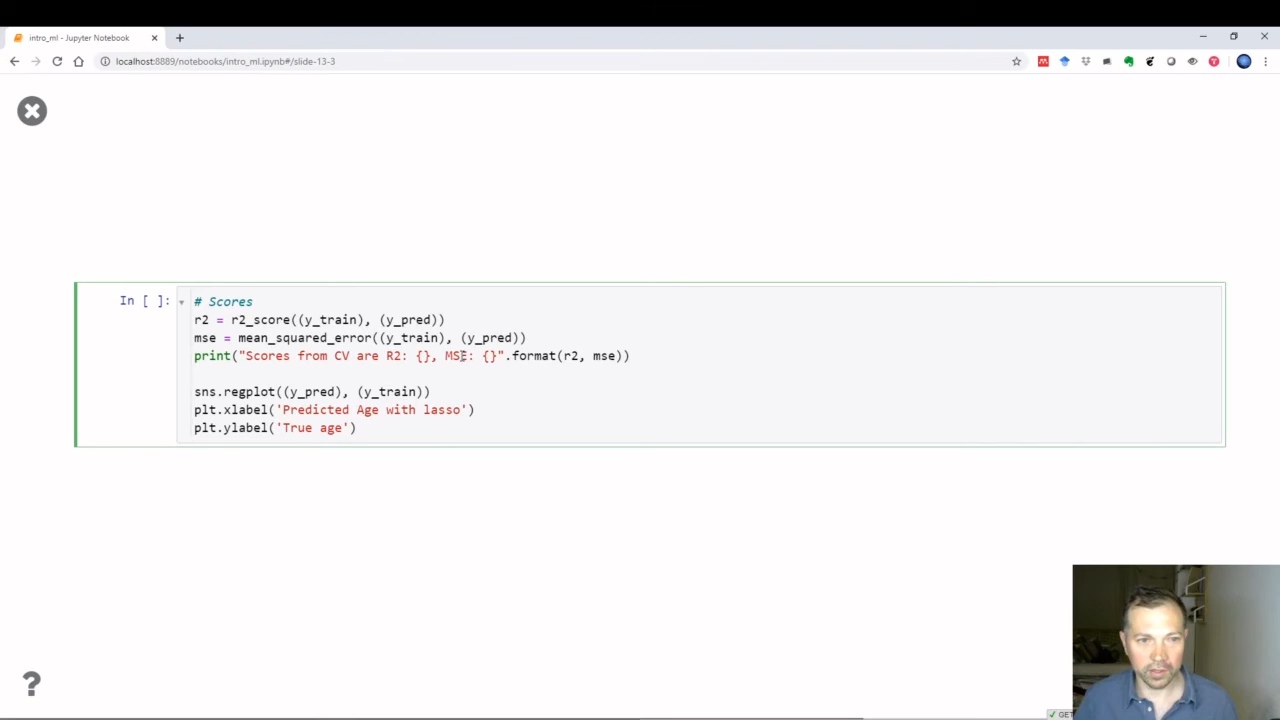 intro_ml - Jupyter Notebook
localhost:8889/notebooks/intro_ml.ipynb#/slide-13-3
In [ ]:
# Scores
r2 = r2_score((y_train), (y_pred))
mse = mean_squared_error((y_train), (y_pred))
print("Scores from CV are R2: {}, MSE: {}".format(r2, mse))
sns.regplot((y_pred), (y_train))
plt.xlabel('Predicted Age with lasso')
plt.ylabel('True age')
?
GET